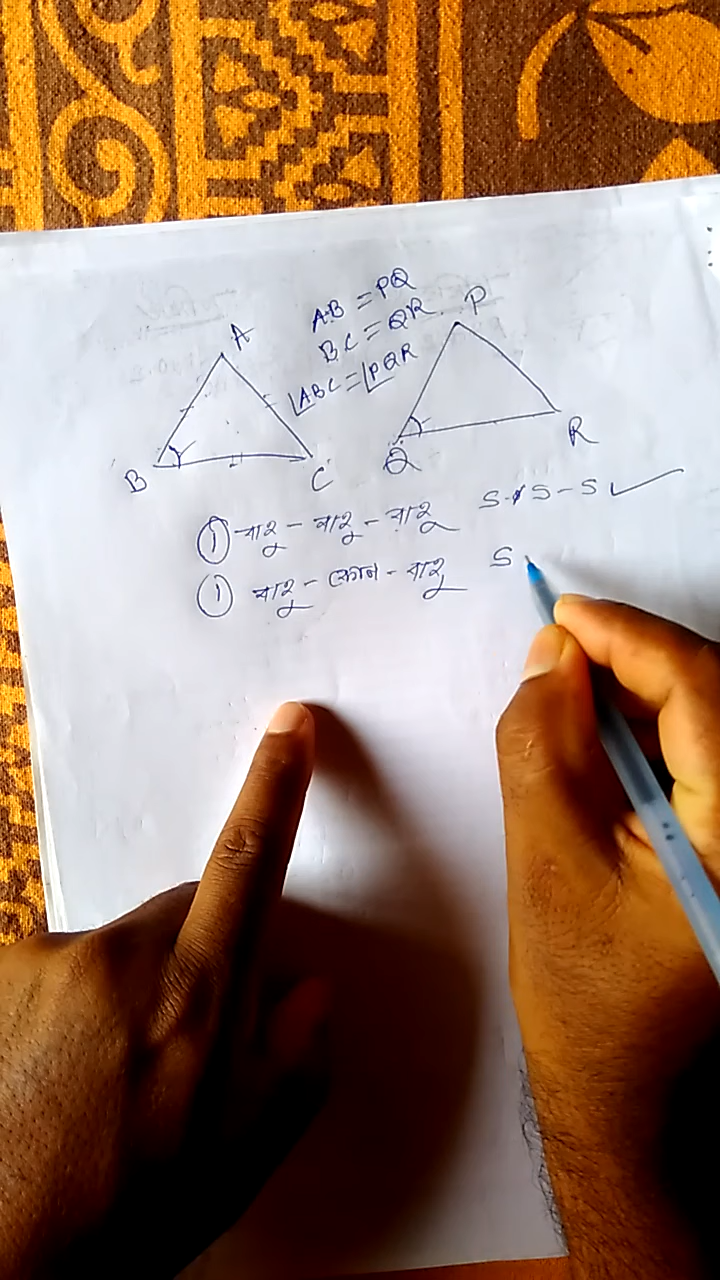 A
AB = PQ
BC = QR
∠ABC = ∠PQR
P
B
C
Q
R
① বাহু - বাহু - বাহু S-S-S ✓
① বাহু - কোন - বাহু S